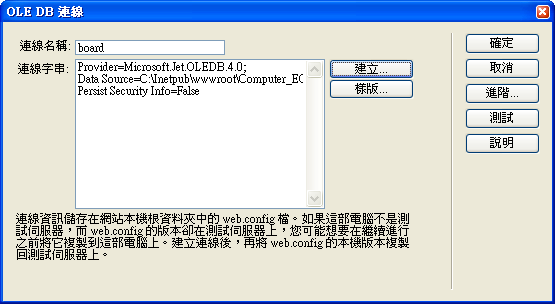 OLE DB 連線
連線名稱: board
連線字串: Provider=Microsoft.Jet.OLEDB.4.0;
Data Source=C:\Inetpub\wwwroot\Computer_EC
Persist Security Info=False
建立...
樣版...
確定
取消
進階...
測試
說明
連線資訊儲存在網站本機根資料夾中的 web.config 檔。如果這部電腦不是測
試伺服器，而 web.config 的版本卻在測試伺服器上，您可能想要在繼續進行
之前將它複製到這部電腦上。建立連線後，再將 web.config 的本機版本複製
回測試伺服器上。